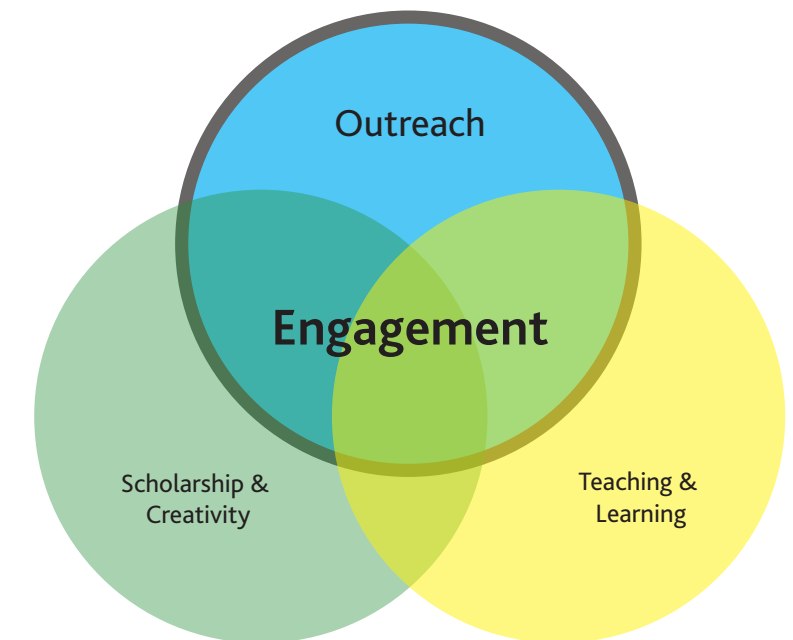 Outreach
Engagement
Scholarship &
Creativity
Teaching &
Learning